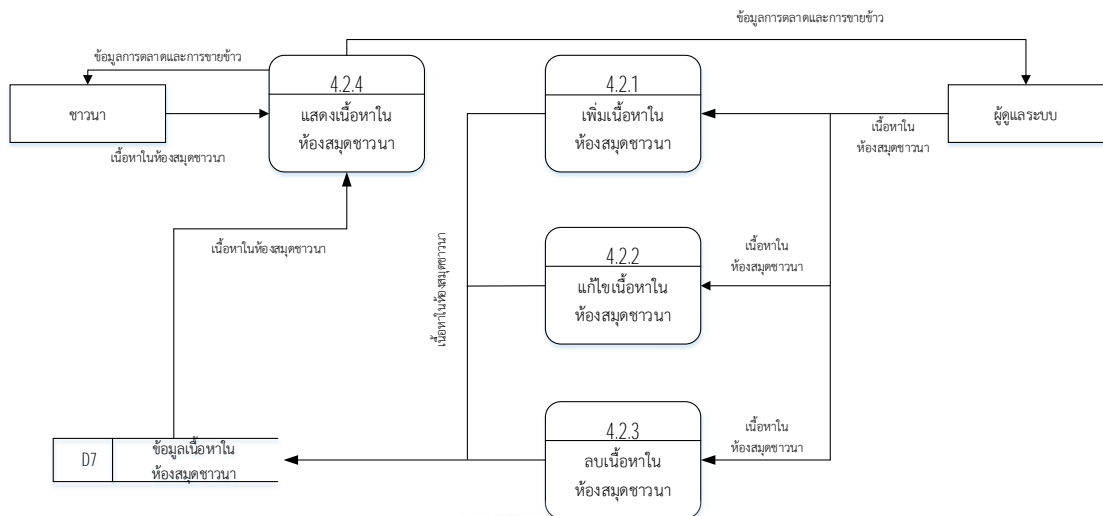 ข้อมูลการตลาดและการขายข้าว
ข้อมูลการตลาดและการขายข้าว
4.2.4
แสดงเนื้อหาใน
ห้องสมุดชาวนา
4.2.1
เพิ่มเนื้อหาใน
ห้องสมุดชาวนา
ชาวนา
ผู้ดูแลระบบ
เนื้อหาใน
ห้องสมุดชาวนา
เนื้อหาในห้องสมุดชาวนา
เนื้อหาในห้องสมุดชาวนา
เนื้อหาในห้องสมุดชาวนา
4.2.2
แก้ไขเนื้อหาใน
ห้องสมุดชาวนา
เนื้อหาใน
ห้องสมุดชาวนา
4.2.3
ลบเนื้อหาใน
ห้องสมุดชาวนา
เนื้อหาใน
ห้องสมุดชาวนา
D7
ข้อมูลเนื้อหาใน
ห้องสมุดชาวนา